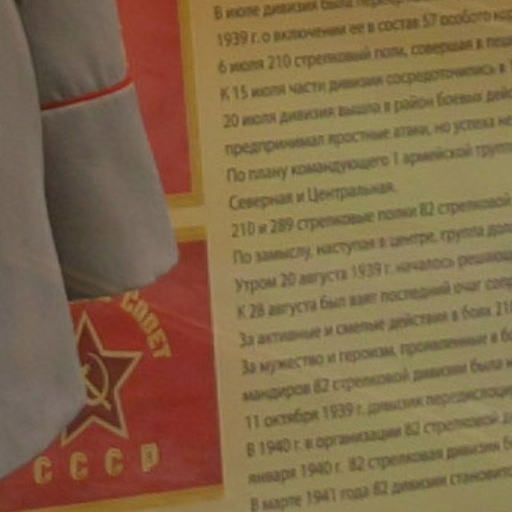 В июле дивизия была
1939 г. о включении ее в состав 57 особого
6 июля 210 стрелковый полк, совершая в
К 15 июля части дивизии сосредоточились в
20 июля дивизия вышла в район боевых
предпринимал яростные атаки, но успеха не
По плану командующего 1 армейской
Северная и Центральная.
210 и 289 стрелковые полки 82 стрелковой
По замыслу, наступая в центре, группа
Утром 20 августа 1939 г. началось
К 28 августа был взят последний очаг
За активные и смелые действия в боях
За мужество и героизм, проявленные в
мандиров 82 стрелковой дивизии была
11 октября 1939 г. дивизия
В 1940 г. в организации 82 стрелковой
января 1940 г. 82 стрелковая дивизия
В марте 1941 года 82 дивизия
СОВЕТ
СССР